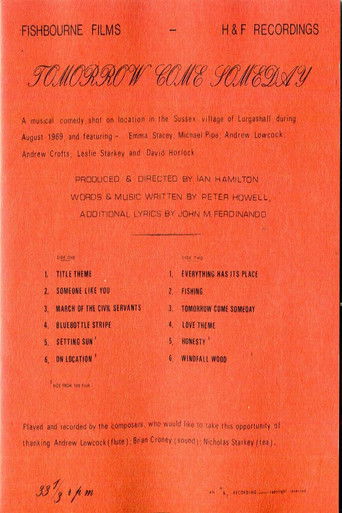 FISHBOURNE FILMS – H & F RECORDINGS
TOMORROW COME SOMEDAY
A musical comedy shot on location in the Sussex village of Lurgashall during
August 1969, and featuring – Emma Stacey; Michael Pipe; Andrew Lowcock;
Andrew Crofts; Leslie Starkey and David Horlock
PRODUCED & DIRECTED BY IAN HAMILTON
WORDS & MUSIC WRITTEN BY PETER HOWELL,
ADDITIONAL LYRICS BY JOHN M. FERDINANDO
SIDE ONE
1. TITLE THEME
2. SOMEONE LIKE YOU
3. MARCH OF THE CIVIL SERVANTS
4. BLUEBOTTLE STRIPE
5. SETTING SUN
6. ON LOCATION
SIDE TWO
1. EVERYTHING HAS ITS PLACE
2. FISHING
3. TOMORROW COME SOMEDAY
4. LOVE THEME
5. HONESTY
6. WINDFALL WOOD
FROM THE FILM
Played and recorded by the composers, who would like to take this opportunity of
thanking Andrew Lowcock (flute); Brian Croney (sound); Nicholas Starkey (tea).
33 1/3 rpm
RECORDING